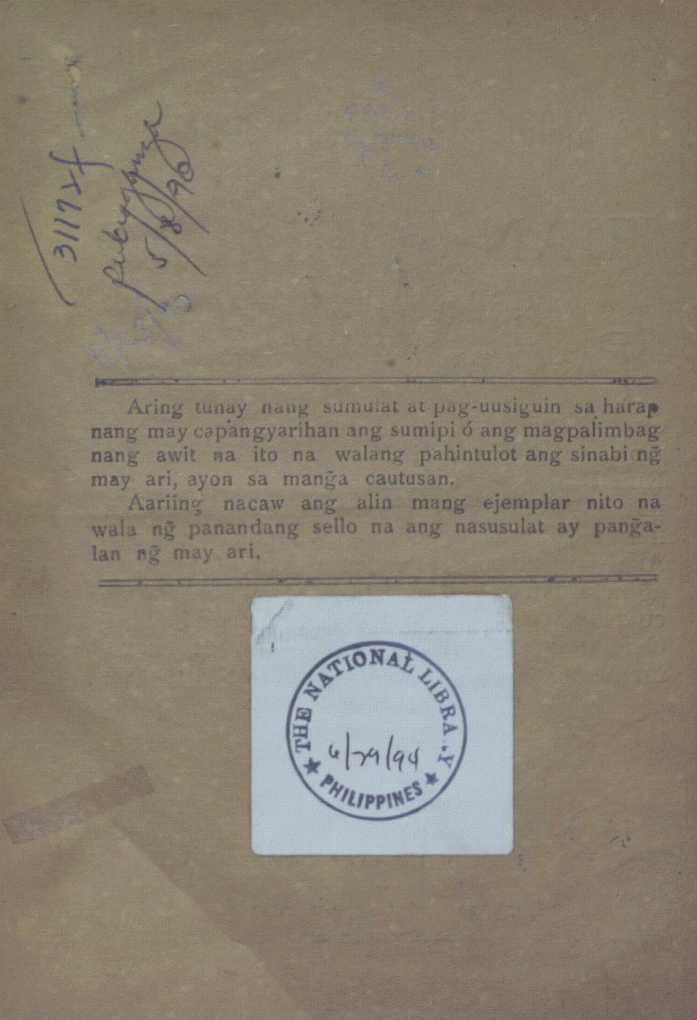 31172f
5/8/90
Aring tunay nang sumulat at pag-uusiguin sa harap
nang may capangyarihan ang sumipi ó ang magpalimbag
nang awit na ito na walang pahintulot ang sinabi ng̃
may ari, ayon sa mang̃a cautusan.
Aariing nacaw ang alin mang ejemplar nito na
wala ng̃ panandang sello na ang nasusulat ay pang̃a-
lan ng̃ may ari.
THE NATIONAL LIBRA.Y
6/29/94
★ PHILIPPINES ★